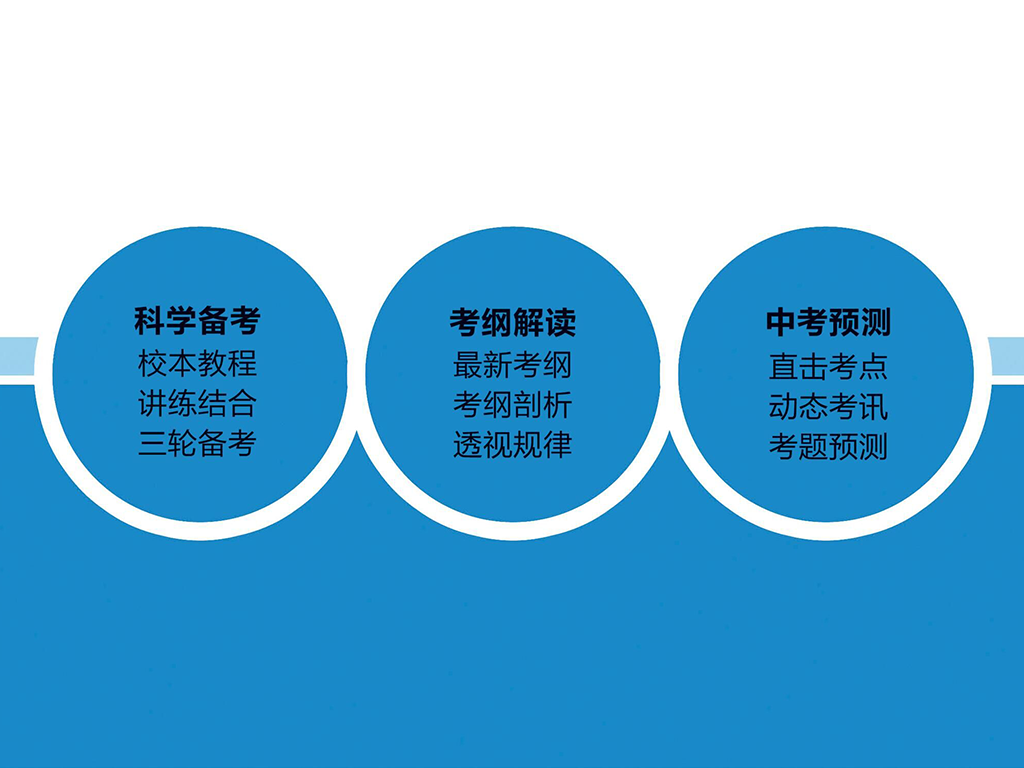 科学备考
校本教程
讲练结合
三轮备考
考纲解读
最新考纲
考纲剖析
透视规律
中考预测
直击考点
动态考讯
考题预测